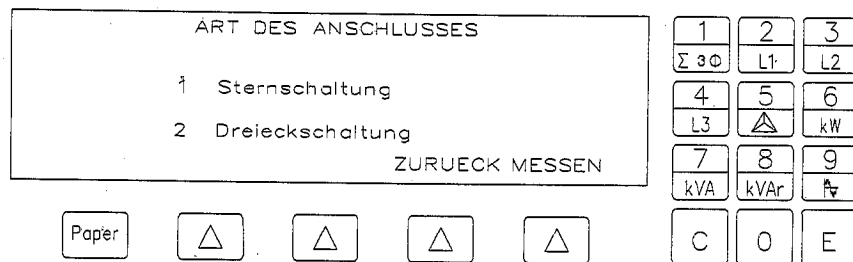 ART DES ANSCHLUSSES
1 Sternschaltung
2 Dreieckschaltung
ZURUECK MESSEN
Paper
1 2 3
Σ 3Φ L1 L2
4 5 6
L3 kW
7 8 9
kVA kVAr
C 0 E